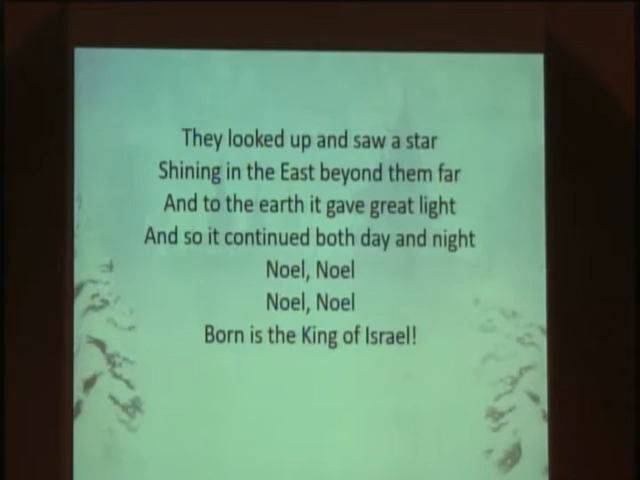 They looked up and saw a star
Shining in the East beyond them far
And to the earth it gave great light
And so it continued both day and night
Noel, Noel
Noel, Noel
Born is the King of Israel!